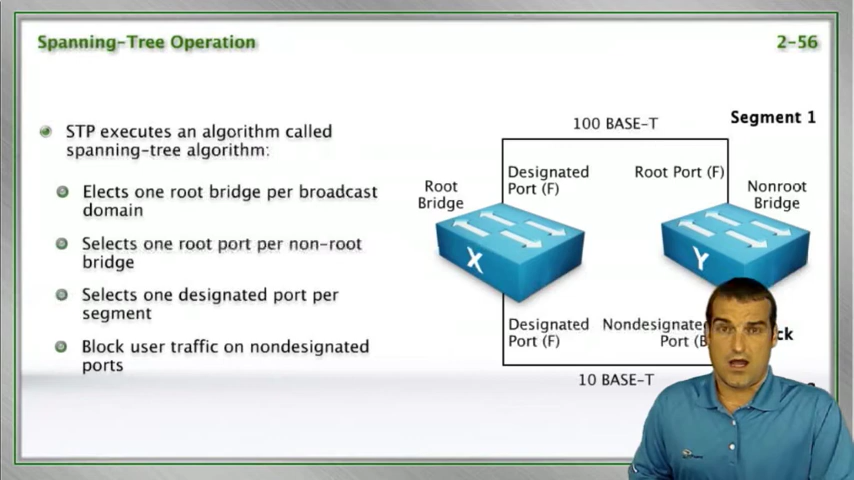 Spanning-Tree Operation
2-56
STP executes an algorithm called
spanning-tree algorithm:
Elects one root bridge per broadcast
domain
Selects one root port per non-root
bridge
Selects one designated port per
segment
Block user traffic on nondesignated
ports
100 BASE-T
Segment 1
Designated
Port (F)
Root Port (F)
Root
Bridge
Nonroot
Bridge
X
Y
Designated
Port (F)
Port
10 BASE-T